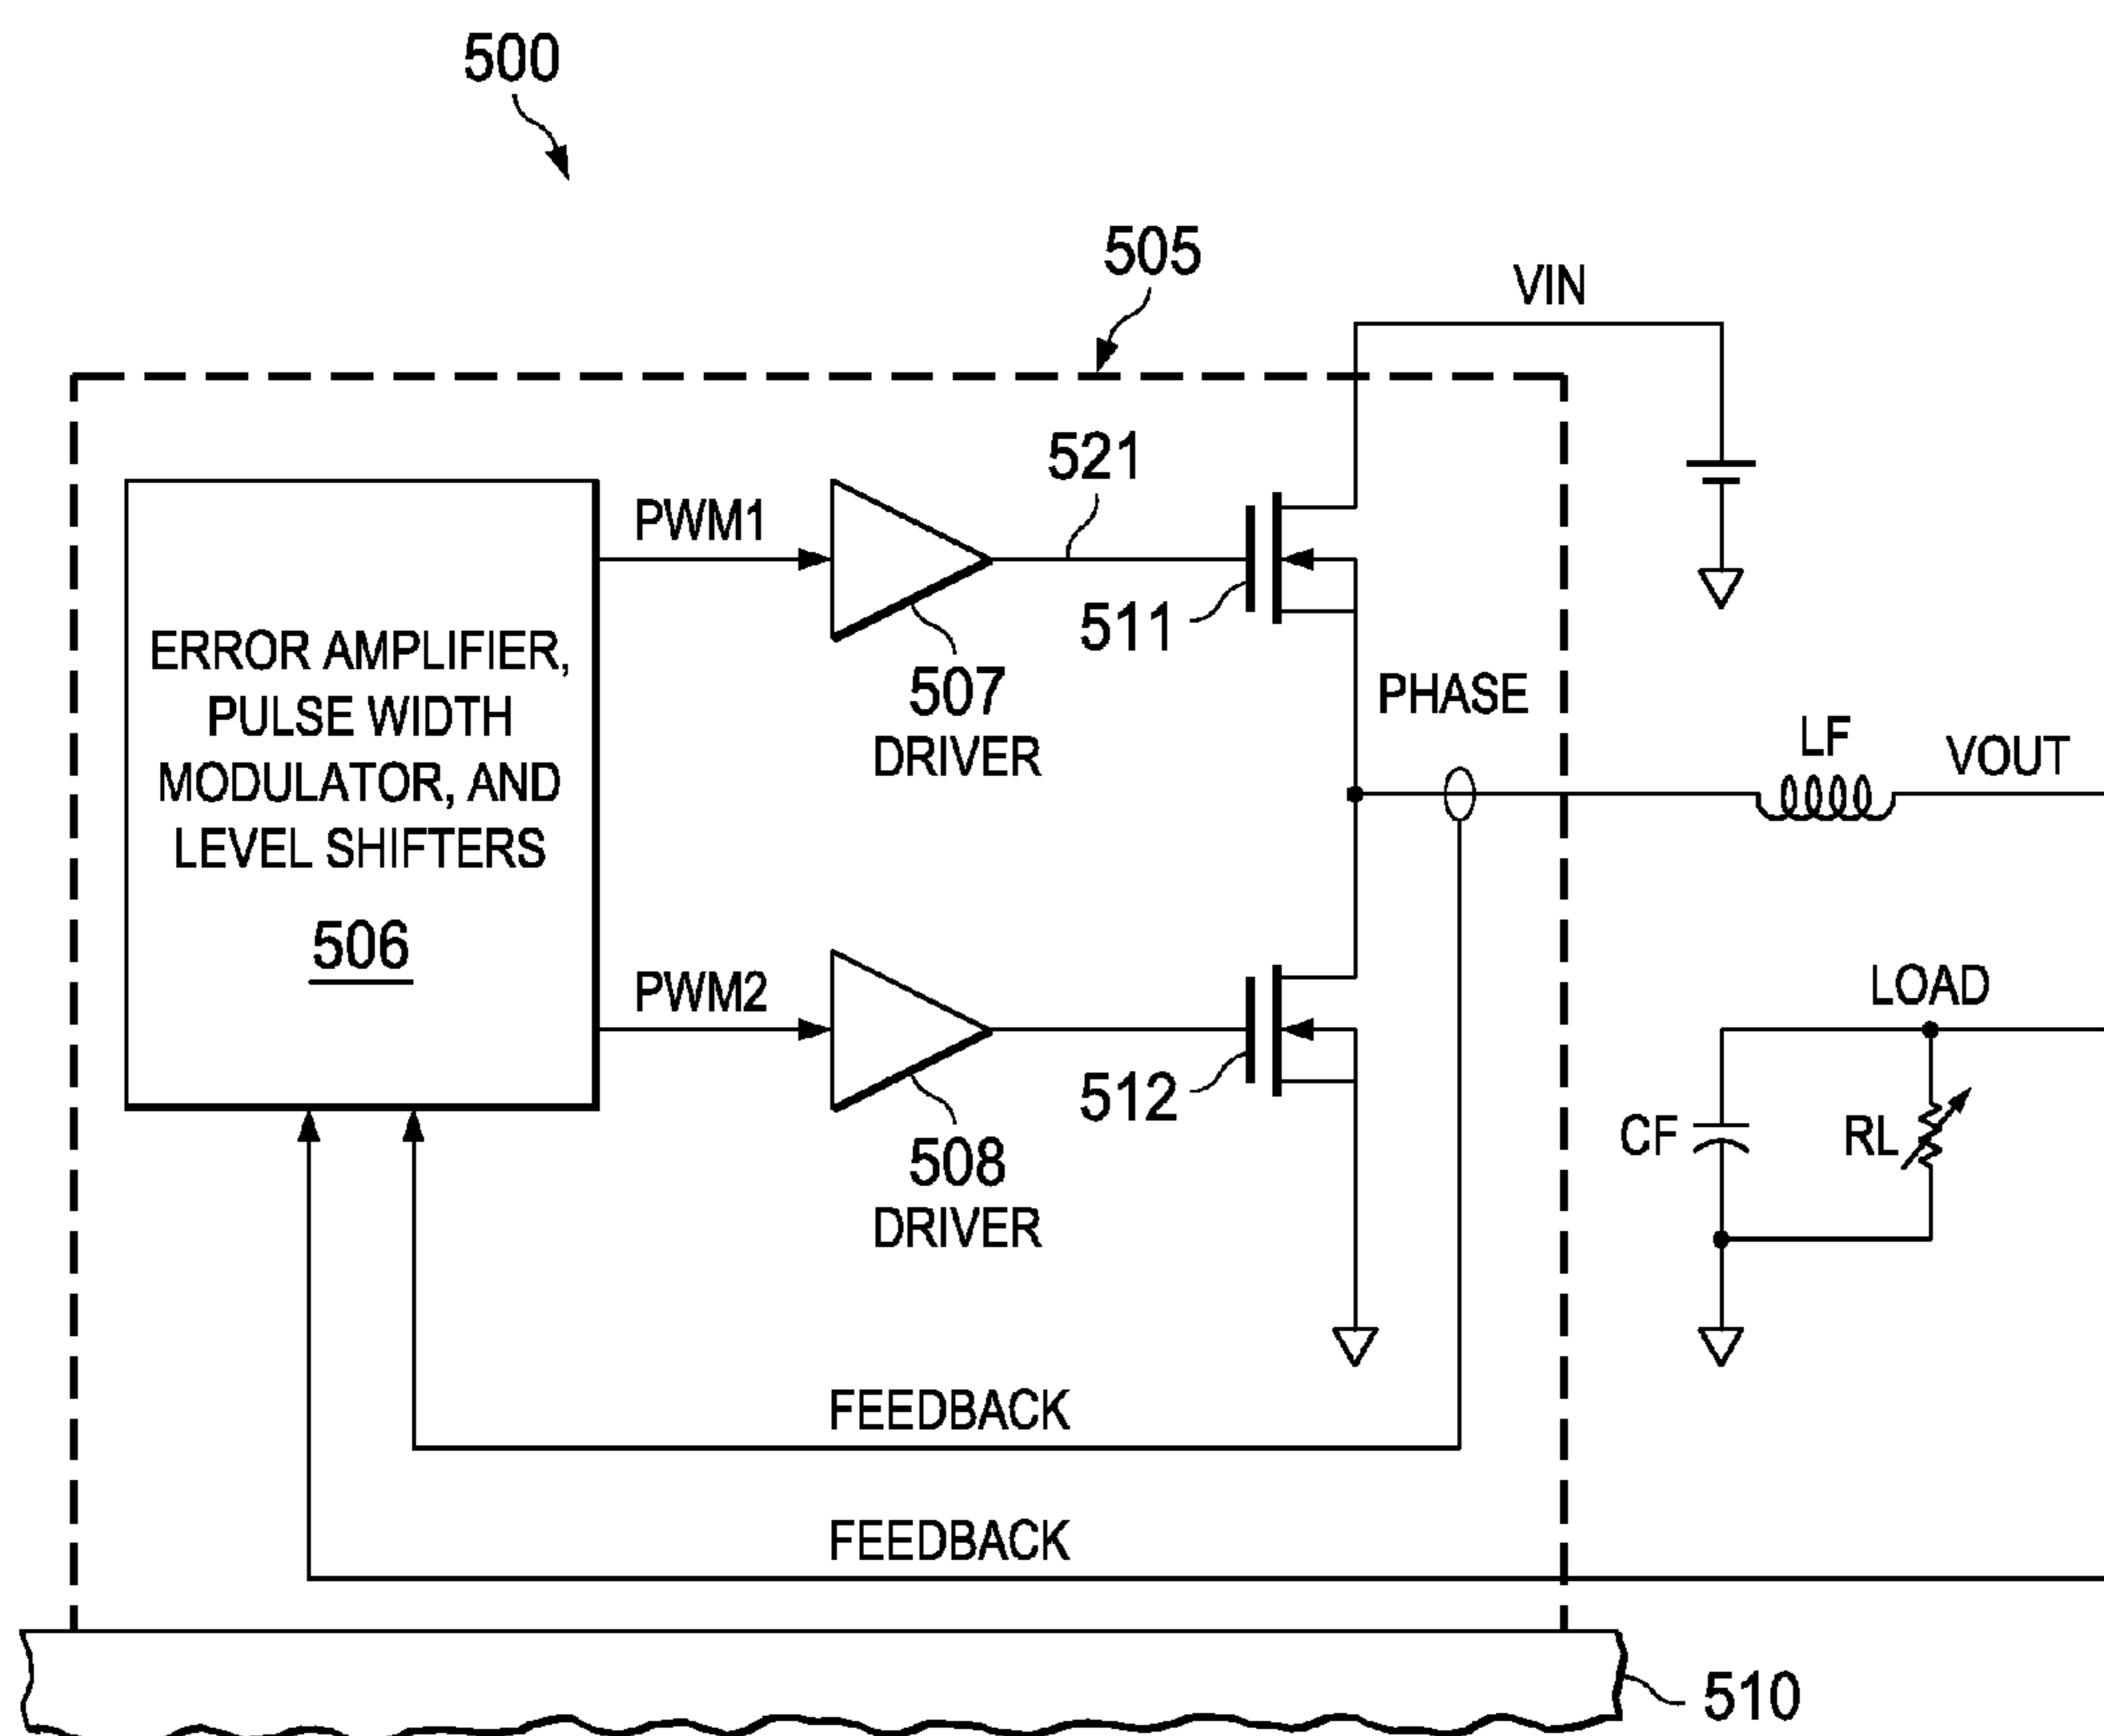 500
505
VIN
521
PWM1
511
507
DRIVER
ERROR AMPLIFIER,
PULSE WIDTH
MODULATOR, AND
LEVEL SHIFTERS
506
PHASE
LF
VOUT
PWM2
512
508
DRIVER
LOAD
CF
RL
FEEDBACK
FEEDBACK
510